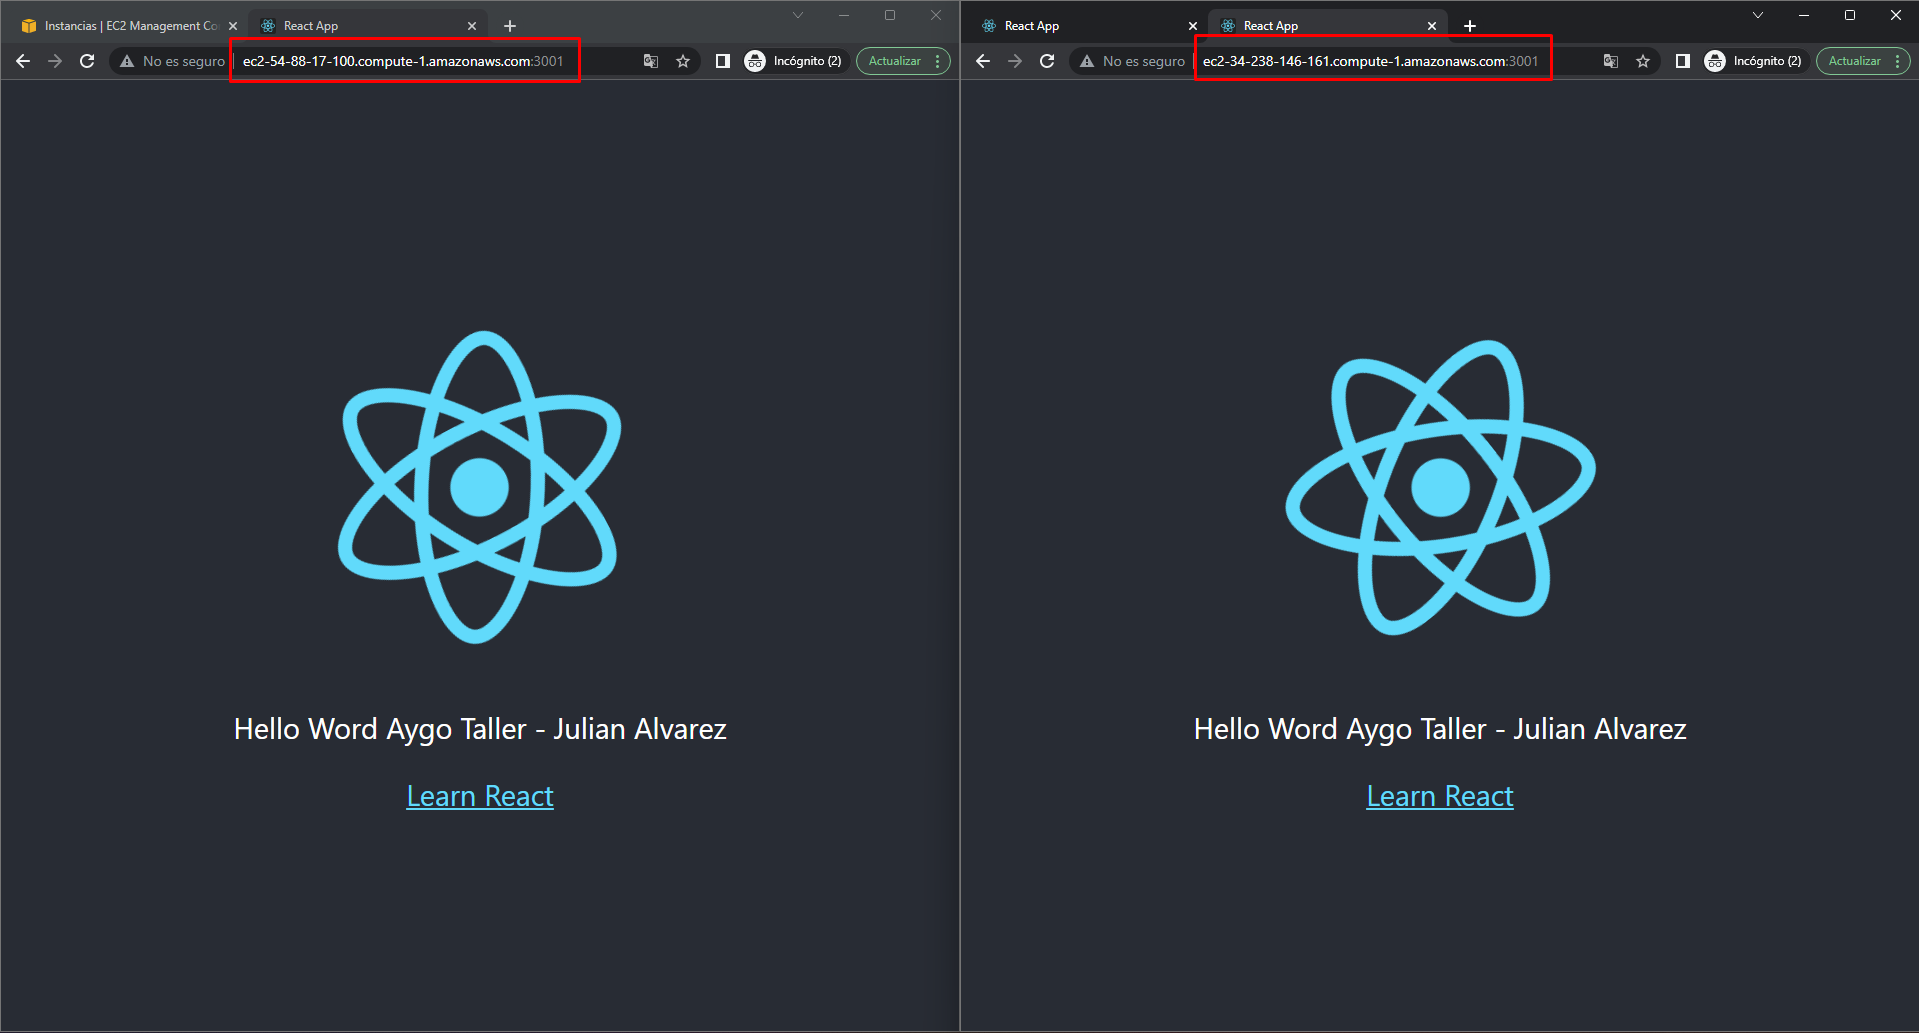 Instancias | EC2 Management Co
React App
No es seguro
ec2-54-88-17-100.compute-1.amazonaws.com:3001
Incógnito (2)
Actualizar
Hello Word Aygo Taller - Julian Alvarez
Learn React
React App
React App
No es seguro
ec2-34-238-146-161.compute-1.amazonaws.com:3001
Incógnito (2)
Actualizar
Hello Word Aygo Taller - Julian Alvarez
Learn React